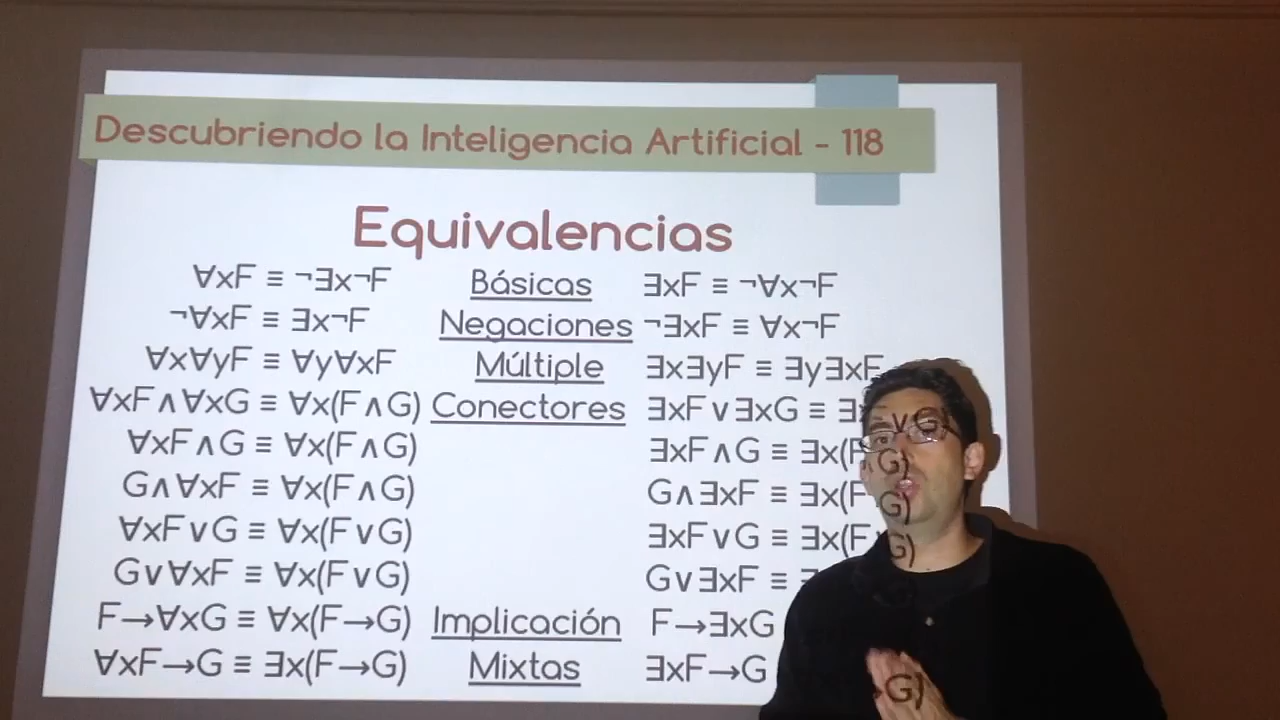 Descubriendo la Inteligencia Artificial - 118
Equivalencias
∀xF ≡ ¬∃x¬F Básicas ∃xF ≡ ¬∀x¬F
¬∀xF ≡ ∃x¬F Negaciones ¬∃xF ≡ ∀x¬F
∀x∀yF ≡ ∀y∀xF Múltiple ∃x∃yF ≡ ∃y∃xF
∀xF∧∀xG ≡ ∀x(F∧G) Conectores ∃xF∨∃xG ≡ ∃ ∨G
∀xF∧G ≡ ∀x(F∧G) ∃xF∧G ≡ ∃x(F∧G)
G∧∀xF ≡ ∀x(F∧G) G∧∃xF ≡ ∃x(F G)
∀xF∨G ≡ ∀x(F∨G) ∃xF∨G ≡ ∃x(F∨G)
G∨∀xF ≡ ∀x(F∨G) G∨∃xF ≡
F→∀xG ≡ ∀x(F→G) Implicación F→∃xG
∀xF→G ≡ ∃x(F→G) Mixtas ∃xF→G →G)